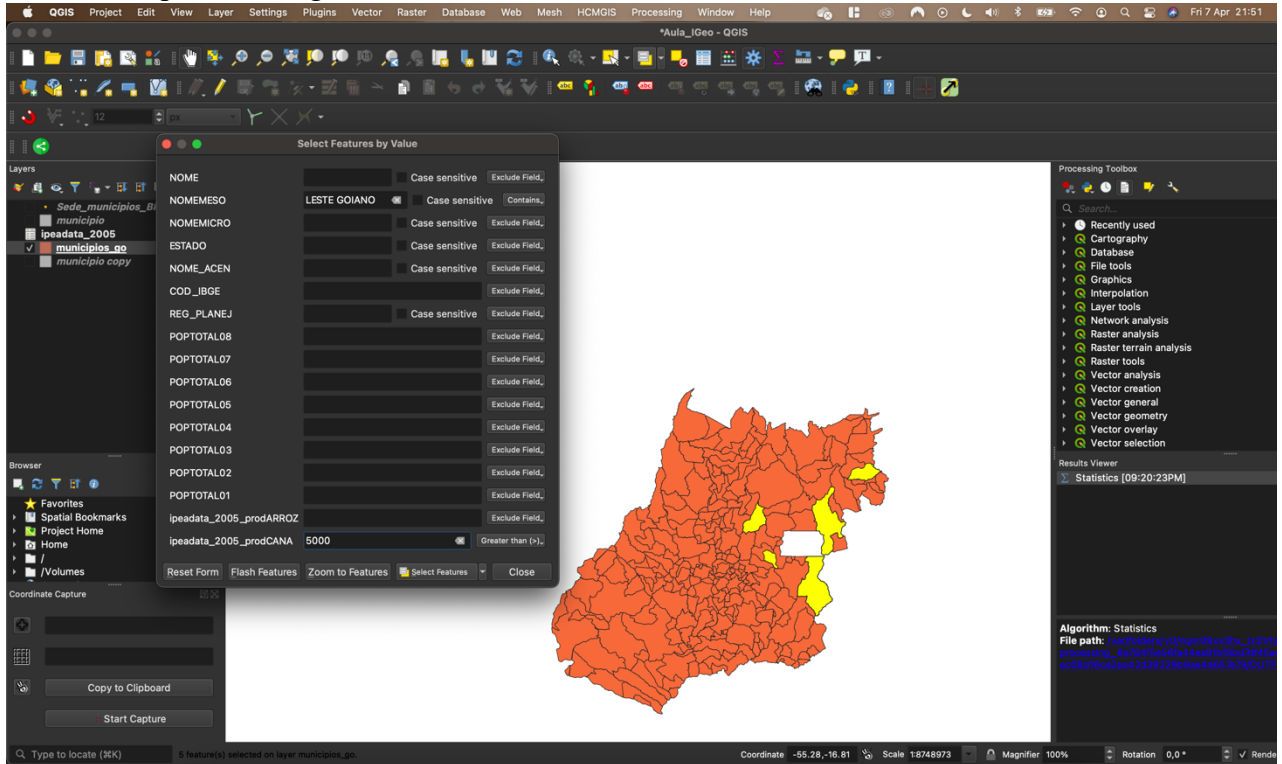 QGIS Project Edit View Layer Settings Plugins Vector Raster Database Web Mesh HCMGIS Processing Window Help Fri 7 Apr 21:51
*Aula_IGeo - QGIS
12 px
Select Features by Value
NOME Case sensitive Exclude Field
NOMEMESO LESTE GOIANO Case sensitive Contains
NOMEMICRO Case sensitive Exclude Field
ESTADO Case sensitive Exclude Field
NOME_ACEN Case sensitive Exclude Field
COD_IBGE Exclude Field
REG_PLANEJ Case sensitive Exclude Field
POPTOTAL08 Exclude Field
POPTOTAL07 Exclude Field
POPTOTAL06 Exclude Field
POPTOTAL05 Exclude Field
POPTOTAL04 Exclude Field
POPTOTAL03 Exclude Field
POPTOTAL02 Exclude Field
POPTOTAL01 Exclude Field
ipeadata_2005_prodARROZ Exclude Field
ipeadata_2005_prodCANA 5000 Greater than (>)
Reset Form Flash Features Zoom to Features Select Features Close
Layers
municipio
ipeadata_2005
municipios_go
municipio copy
Browser
Favorites
Spatial Bookmarks
Project Home
Home
/
/Volumes
Coordinate Capture
Copy to Clipboard
Start Capture
Processing Toolbox
Search...
Recently used
Cartography
Database
File tools
Graphics
Interpolation
Layer tools
Network analysis
Raster analysis
Raster terrain analysis
Raster tools
Vector analysis
Vector creation
Vector general
Vector geometry
Vector overlay
Vector selection
Results Viewer
Statistics [09:20:23PM]
Algorithm: Statistics
File path:
Type to locate (⌘K) 5 feature(s) selected on layer municipios_go. Coordinate -55.28,-16.81 Scale 1:8748973 Magnifier 100% Rotation 0,0 °